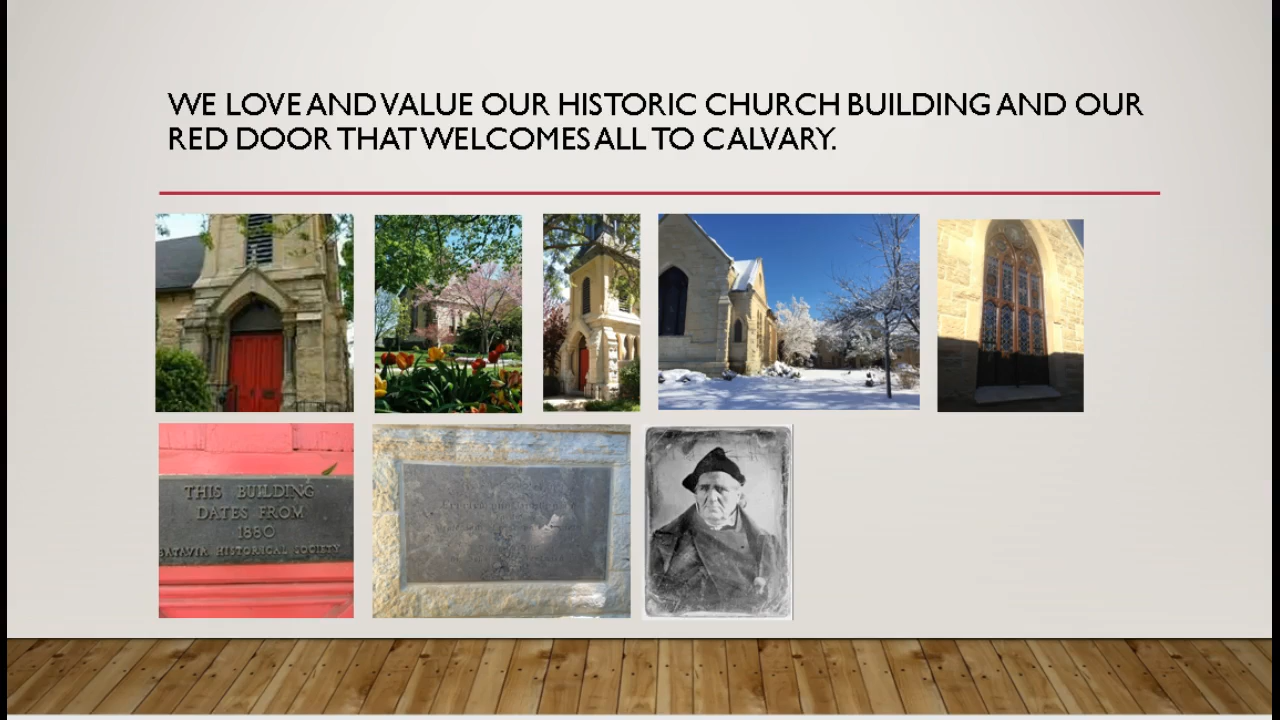 WE LOVE AND VALUE OUR HISTORIC CHURCH BUILDING AND OUR
RED DOOR THAT WELCOMES ALL TO CALVARY.
THIS BUILDING
DATES FROM
1880
BATAVIA HISTORICAL SOCIETY